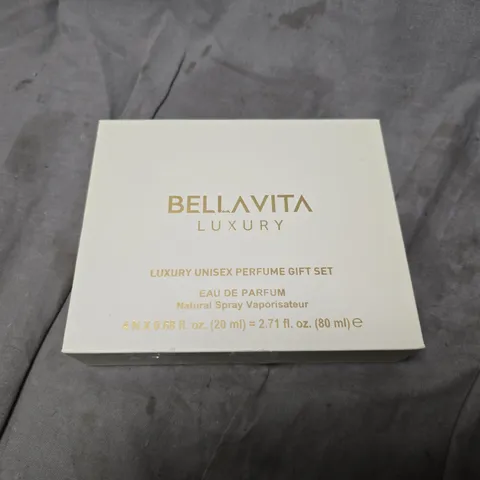 BELLAVITA
LUXURY
LUXURY UNISEX PERFUME GIFT SET
EAU DE PARFUM
Natural Spray Vaporisateur
X 0.68 fl. oz. (20 ml) = 2.71 fl. oz. (80 ml) ℮